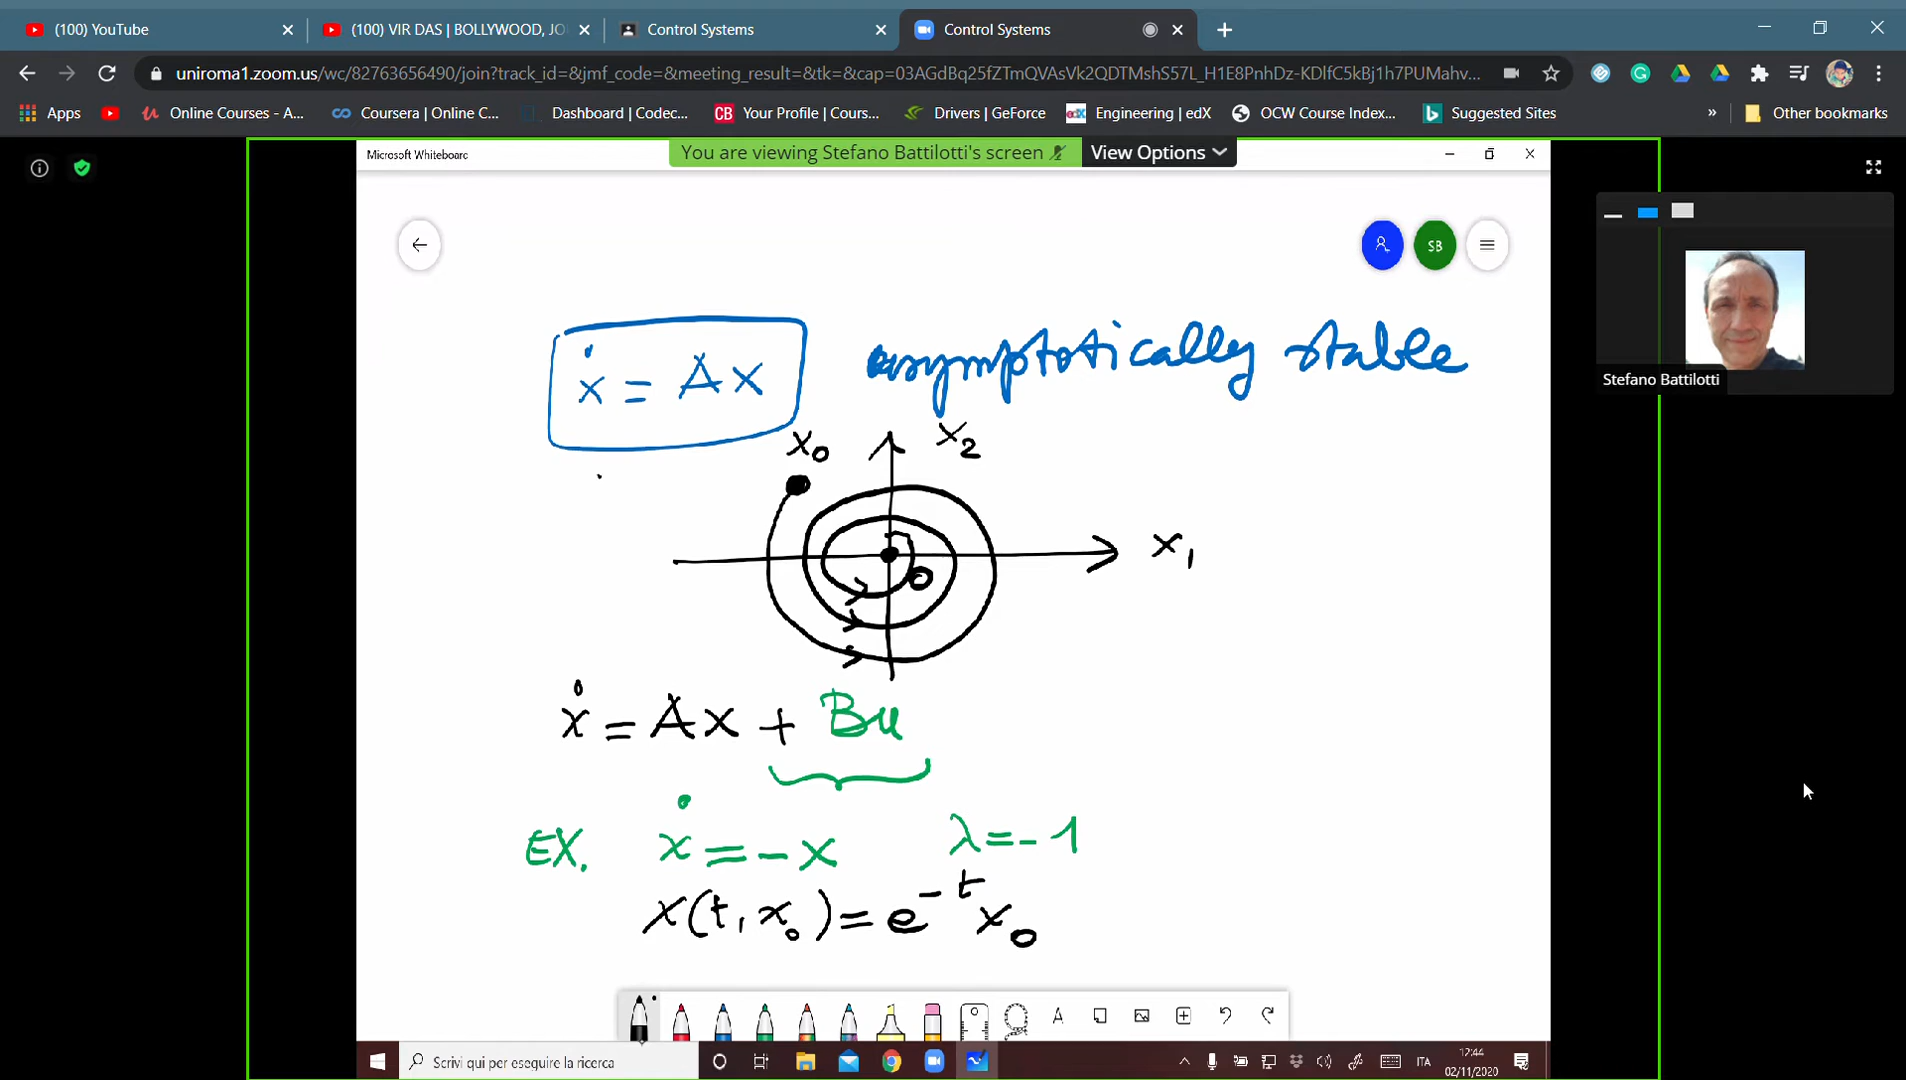 (100) YouTube
(100) VIR DAS | BOLLYWOOD, JO
Control Systems
Control Systems
uniroma1.zoom.us/wc/82763656490/join?track_id=&jmf_code=&meeting_result=&tk=&cap=03AGdBq25fZTmQVAsVk2QDTMshS57L_H1E8PnhDz-KDlfC5kBj1h7PUMahv...
Apps
Online Courses - A...
Coursera | Online C...
Dashboard | Codec...
CB
Your Profile | Cours...
Drivers | GeForce
edX
Engineering | edX
OCW Course Index...
Suggested Sites
»
Other bookmarks
Microsoft Whiteboard
You are viewing Stefano Battilotti's screen
View Options
SB
Stefano Battilotti
ẋ = Ax
asymptotically stable
x₀
x₂
x₁
0
ẋ = Ax + Bu
EX. ẋ = -x λ = -1
x(t, x₀) = e⁻ᵗ x₀
Scrivi qui per eseguire la ricerca
ITA
12:44
02/11/2020